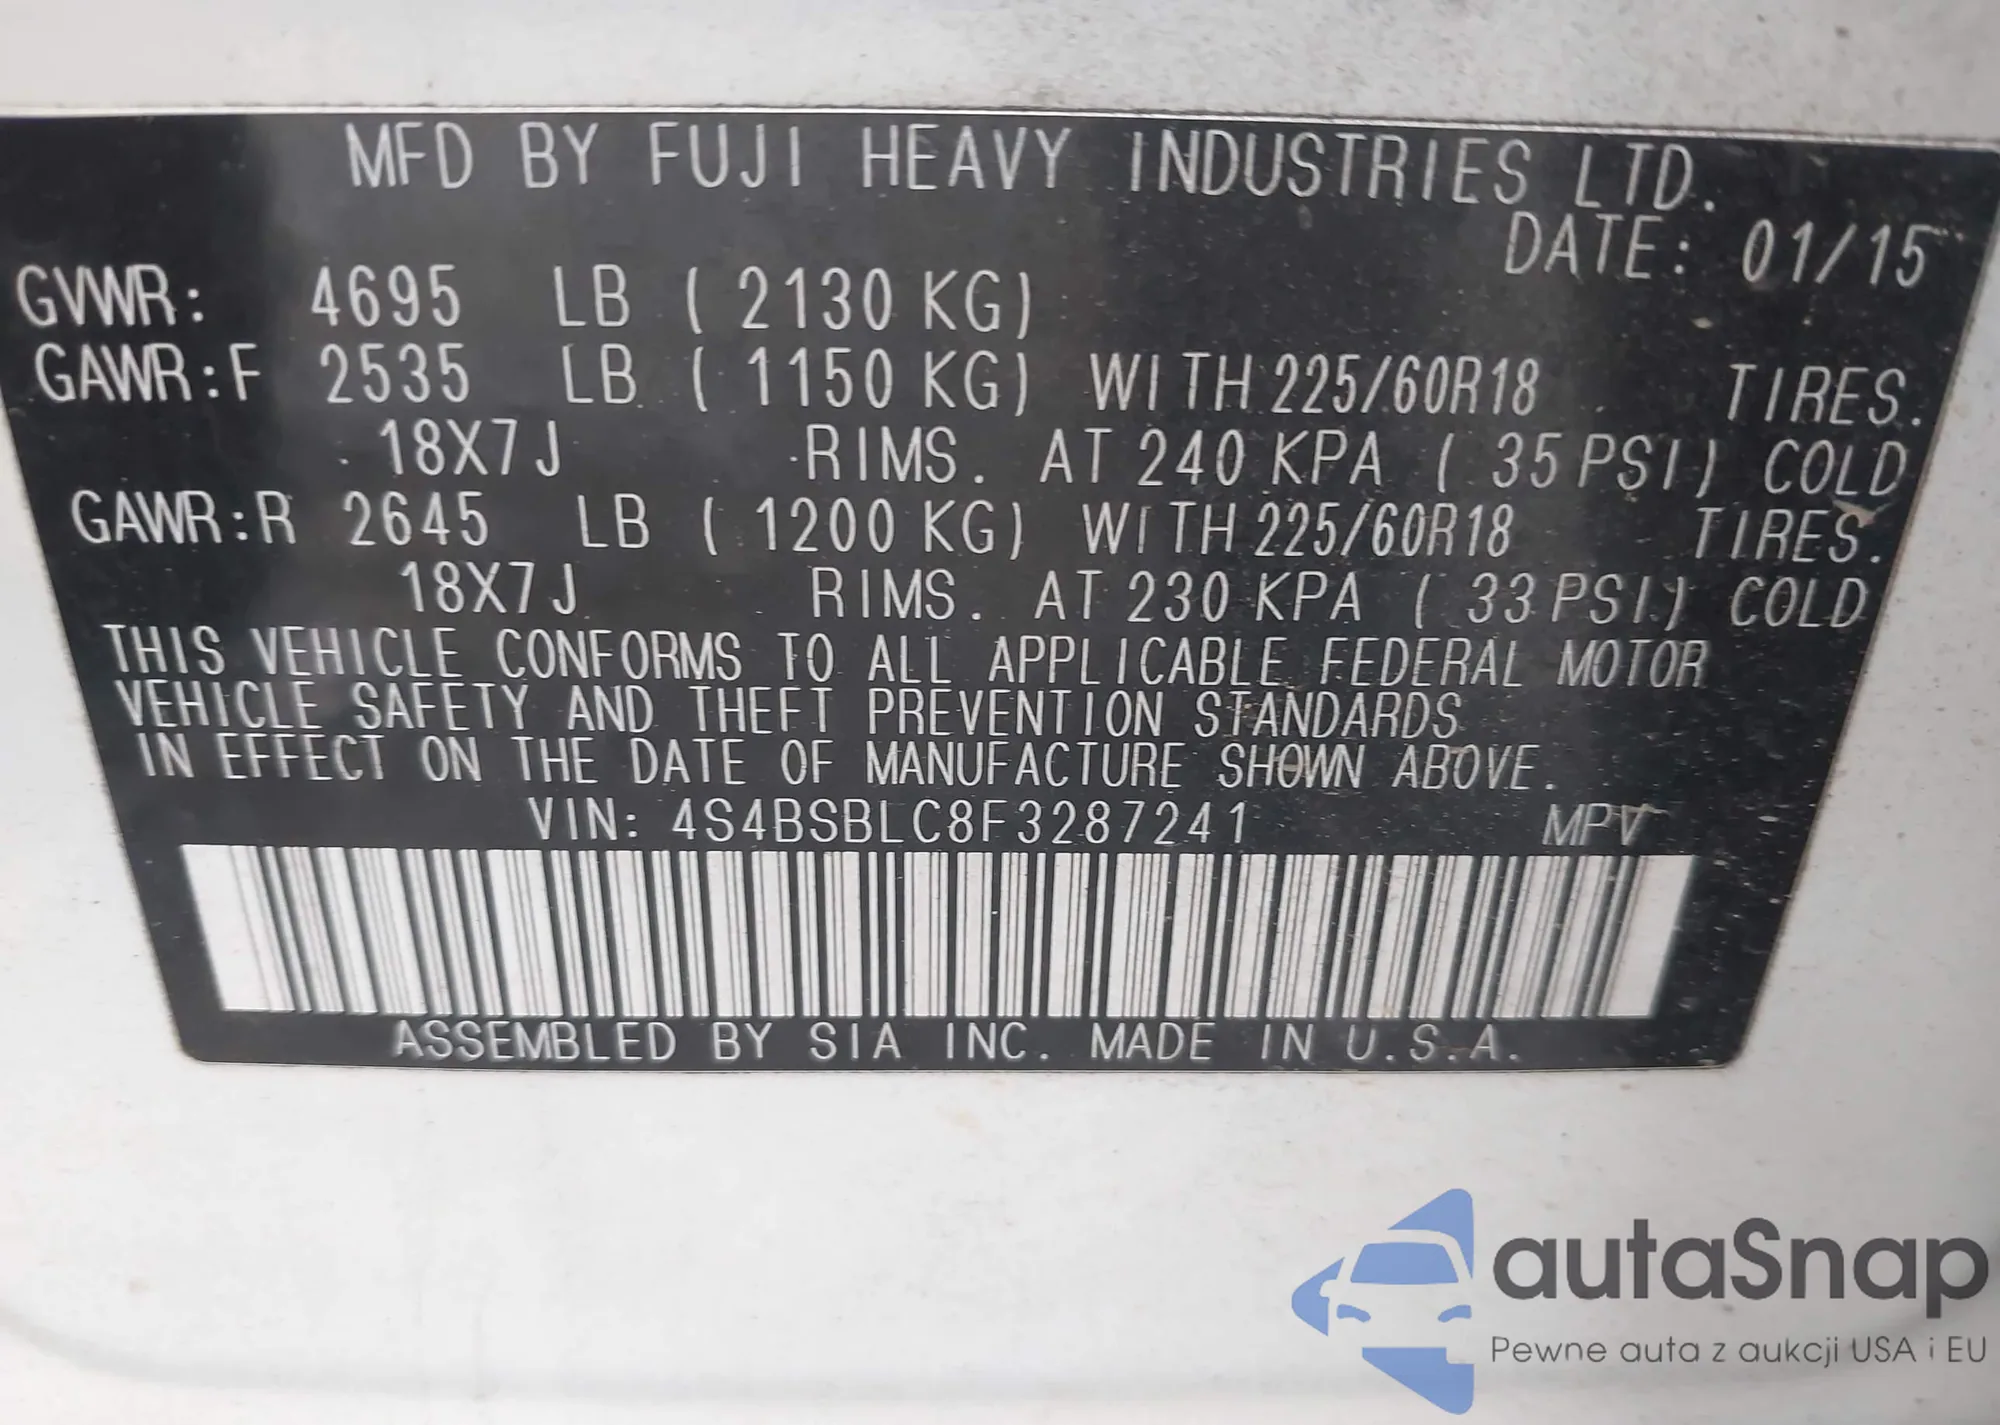 MFD BY FUJI HEAVY INDUSTRIES LTD.
DATE: 01/15
GVWR: 4695 LB ( 2130 KG)
GAWR:F 2535 LB ( 1150 KG) WITH 225/60R18 TIRES.
18X7J RIMS. AT 240 KPA ( 35 PSI) COLD
GAWR:R 2645 LB ( 1200 KG) WITH 225/60R18 TIRES.
18X7J RIMS. AT 230 KPA ( 33 PSI) COLD
THIS VEHICLE CONFORMS TO ALL APPLICABLE FEDERAL MOTOR
VEHICLE SAFETY AND THEFT PREVENTION STANDARDS
IN EFFECT ON THE DATE OF MANUFACTURE SHOWN ABOVE.
VIN: 4S4BSBLC8F3287241 MPV
ASSEMBLED BY SIA INC. MADE IN U.S.A.
autaSnap
Pewne auta z aukcji USA i EU